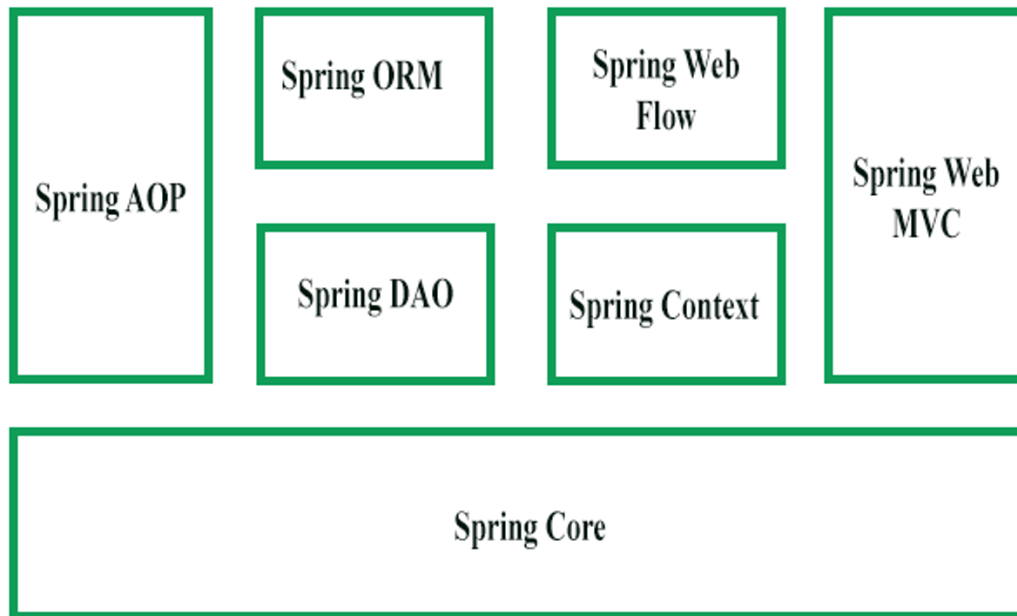 Spring AOP
Spring ORM
Spring Web
Flow
Spring Web
MVC
Spring DAO
Spring Context
Spring Core